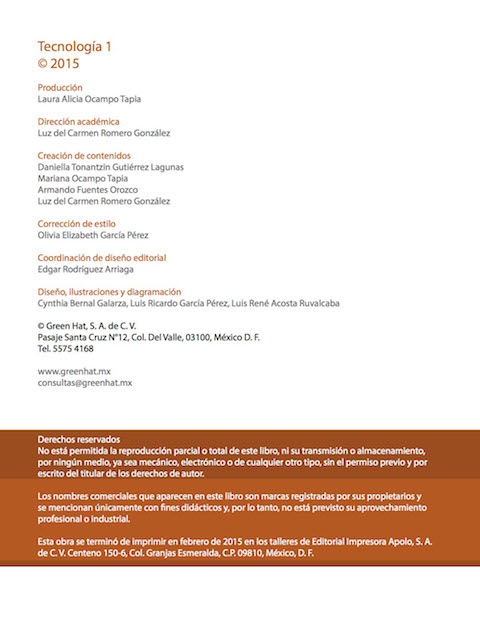 Tecnología 1
© 2015
Producción
Laura Alicia Ocampo Tapia
Dirección académica
Luz del Carmen Romero González
Creación de contenidos
Daniella Tonantzin Gutiérrez Lagunas
Mariana Ocampo Tapia
Armando Fuentes Orozco
Luz del Carmen Romero González
Corrección de estilo
Olivia Elizabeth García Pérez
Coordinación de diseño editorial
Edgar Rodríguez Arriaga
Diseño, ilustraciones y diagramación
Cynthia Bernal Galarza, Luis Ricardo García Pérez, Luis René Acosta Ruvalcaba
© Green Hat, S. A. de C. V.
Pasaje Santa Cruz N°12, Col. Del Valle, 03100, México D. F.
Tel. 5575 4168
www.greenhat.mx
consultas@greenhat.mx
Derechos reservados
No está permitida la reproducción parcial o total de este libro, ni su transmisión o almacenamiento,
por ningún medio, ya sea mecánico, electrónico o de cualquier otro tipo, sin el permiso previo y por
escrito del titular de los derechos de autor.
Los nombres comerciales que aparecen en este libro son marcas registradas por sus propietarios y
se mencionan únicamente con fines didácticos y, por lo tanto, no está previsto su aprovechamiento
profesional o industrial.
Esta obra se terminó de imprimir en febrero de 2015 en los talleres de Editorial Impresora Apolo, S. A.
de C. V. Centeno 150-6, Col. Granjas Esmeralda, C.P. 09810, México, D. F.